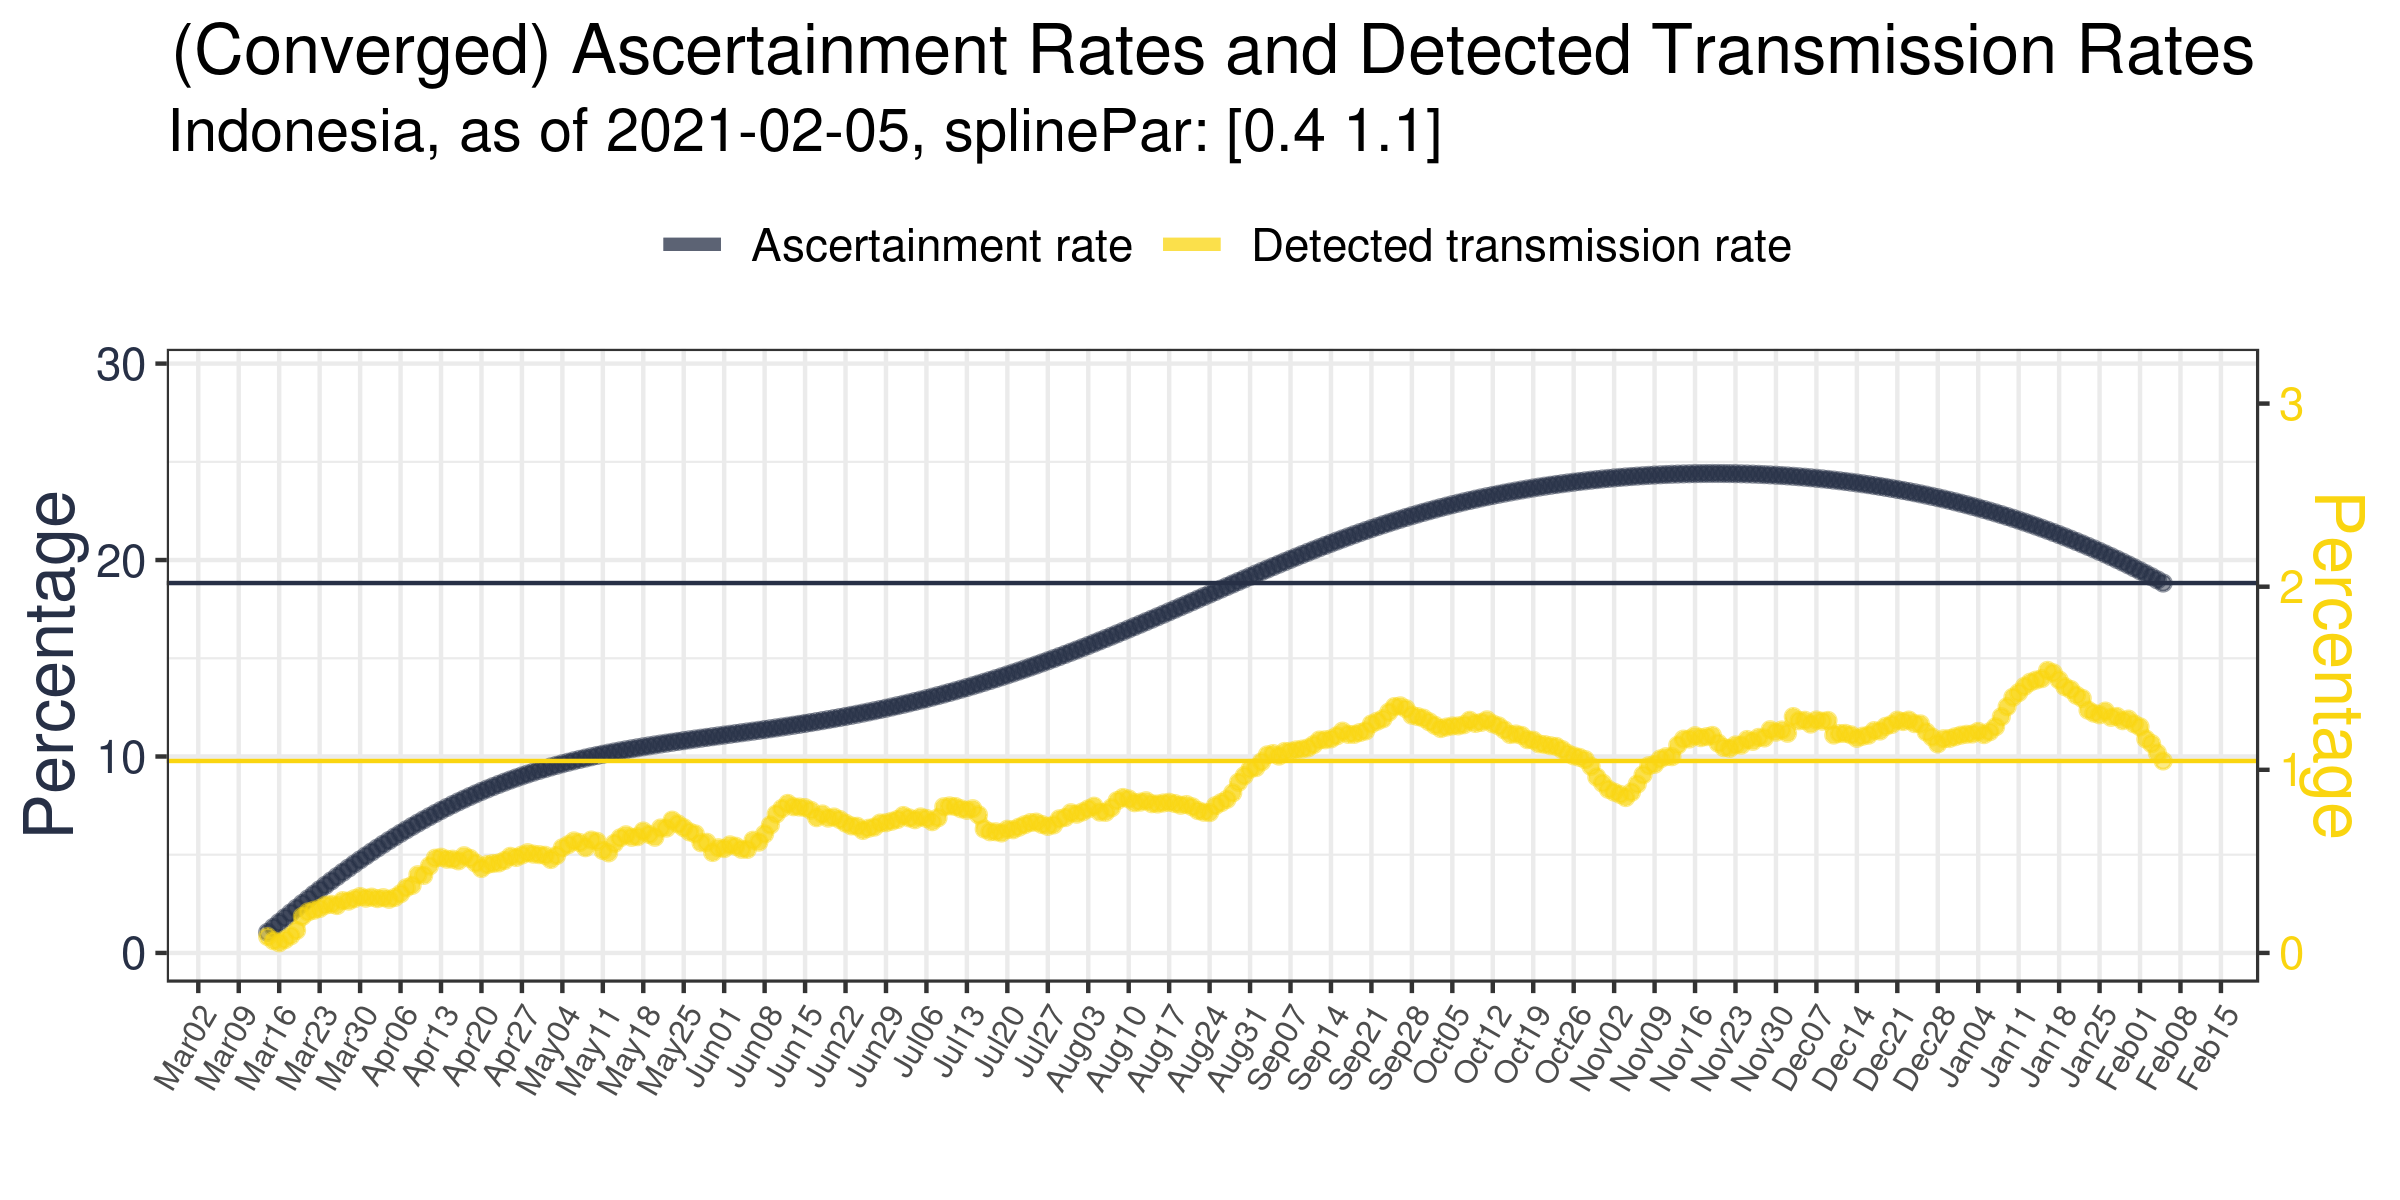 (Converged) Ascertainment Rates and Detected Transmission Rates
Indonesia, as of 2021-02-05, splinePar: [0.4 1.1]
Ascertainment rate
Detected transmission rate
Percentage
30
20
10
0
3
2
1
0
Percentage
Mar02
Mar09
Mar16
Mar23
Mar30
Apr06
Apr13
Apr20
Apr27
May04
May11
May18
May25
Jun01
Jun08
Jun15
Jun22
Jun29
Jul06
Jul13
Jul20
Jul27
Aug03
Aug10
Aug17
Aug24
Aug31
Sep07
Sep14
Sep21
Sep28
Oct05
Oct12
Oct19
Oct26
Nov02
Nov09
Nov16
Nov23
Nov30
Dec07
Dec14
Dec21
Dec28
Jan04
Jan11
Jan18
Jan25
Feb01
Feb08
Feb15